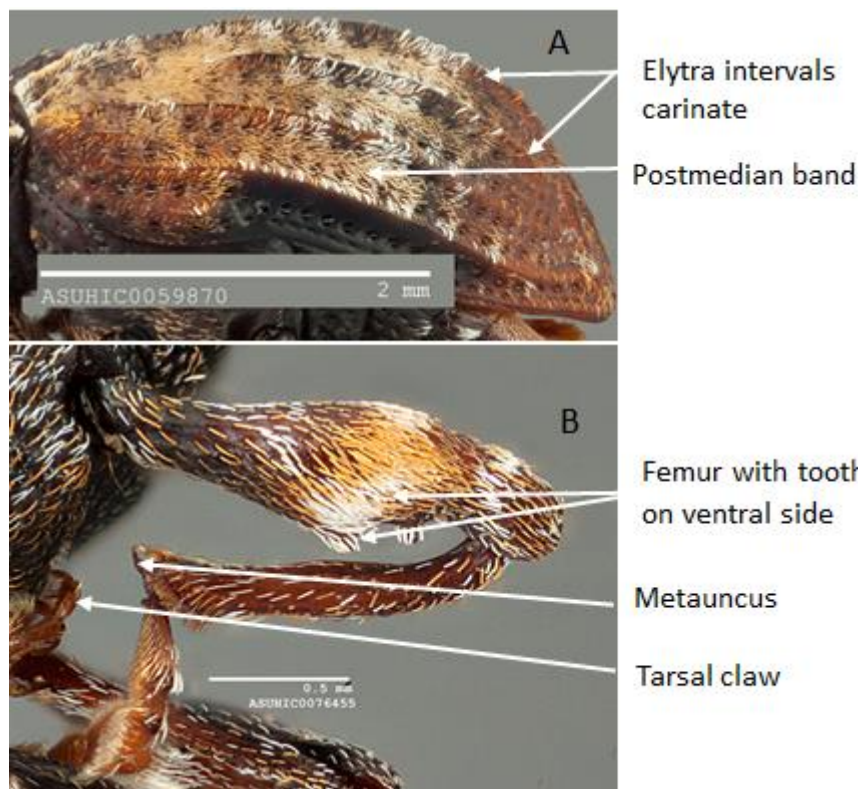 A
Elytra intervals
carinate
Postmedian band
ASUHIC0059870
2 mm
B
Femur with tooth
on ventral side
Metauncus
Tarsal claw
0.5 mm
ASUHIC0076455